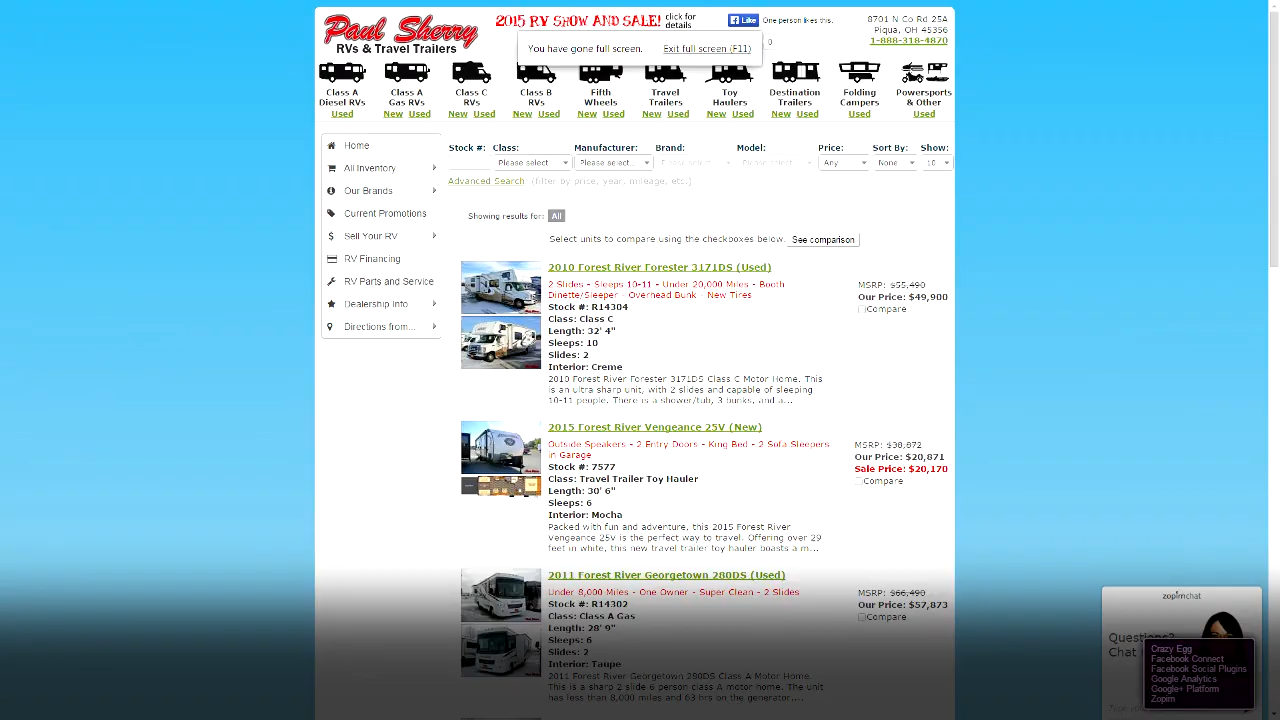 Paul Sherry
RVs & Travel Trailers
2015 RV SHOW AND SALE! click for details
Like One person likes this.
0
8701 N Co Rd 25A
Piqua, OH 45356
1-888-318-4870
You have gone full screen. Exit full screen (F11)
Class A Diesel RVs
Used
Class A Gas RVs
New Used
Class C RVs
New Used
Class B RVs
New Used
Fifth Wheels
New Used
Travel Trailers
New Used
Toy Haulers
New Used
Destination Trailers
New Used
Folding Campers
Used
Powersports & Other
Used
Home
All Inventory
Our Brands
Current Promotions
Sell Your RV
RV Financing
RV Parts and Service
Dealership Info
Directions from...
Stock #: Class: Manufacturer: Brand: Model: Price: Sort By: Show:
Please select... Please select... Please select... Please select... Any None 10
Advanced Search (filter by price, year, mileage, etc.)
Showing results for: All
Select units to compare using the checkboxes below. See comparison
2010 Forest River Forester 3171DS (Used)
2 Slides - Sleeps 10-11 - Under 20,000 Miles - Booth
Dinette/Sleeper - Overhead Bunk - New Tires
Stock #: R14304
Class: Class C
Length: 32' 4"
Sleeps: 10
Slides: 2
Interior: Creme
2010 Forest River Forester 3171DS Class C Motor Home. This
is an ultra sharp unit, with 2 slides and capable of sleeping
10-11 people. There is a shower/tub, 3 bunks, and a...
MSRP: $55,490
Our Price: $49,900
Compare
2015 Forest River Vengeance 25V (New)
Outside Speakers - 2 Entry Doors - King Bed - 2 Sofa Sleepers
in Garage
Stock #: 7577
Class: Travel Trailer Toy Hauler
Length: 30' 6"
Sleeps: 6
Interior: Mocha
Packed with fun and adventure, this 2015 Forest River
Vengeance 25V is the perfect way to travel. Offering over 29
feet in white, this new travel trailer toy hauler boasts a m...
MSRP: $38,872
Our Price: $20,871
Sale Price: $20,170
Compare
2011 Forest River Georgetown 280DS (Used)
Under 8,000 Miles - One Owner - Super Clean - 2 Slides
Stock #: R14302
Class: Class A Gas
Length: 28' 9"
Sleeps: 6
Slides: 2
Interior: Taupe
2011 Forest River Georgetown 280DS Class A Motor Home.
This is a sharp 2 slide 6 person class A motor home. The unit
has less than 8,000 miles and 63 hrs on the generator....
MSRP: $66,490
Our Price: $57,873
Compare
zopim chat
Questions?
Chat
Type yo
Crazy Egg
Facebook Connect
Facebook Social Plugins
Google Analytics
Google+ Platform
Zopim